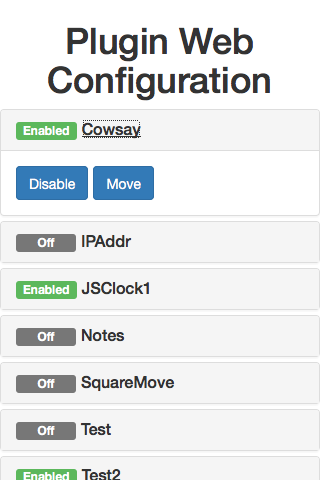 Plugin Web
Configuration
Enabled Cowsay
Disable Move
Off IPAddr
Enabled JSClock1
Off Notes
Off SquareMove
Off Test
Enabled Test2